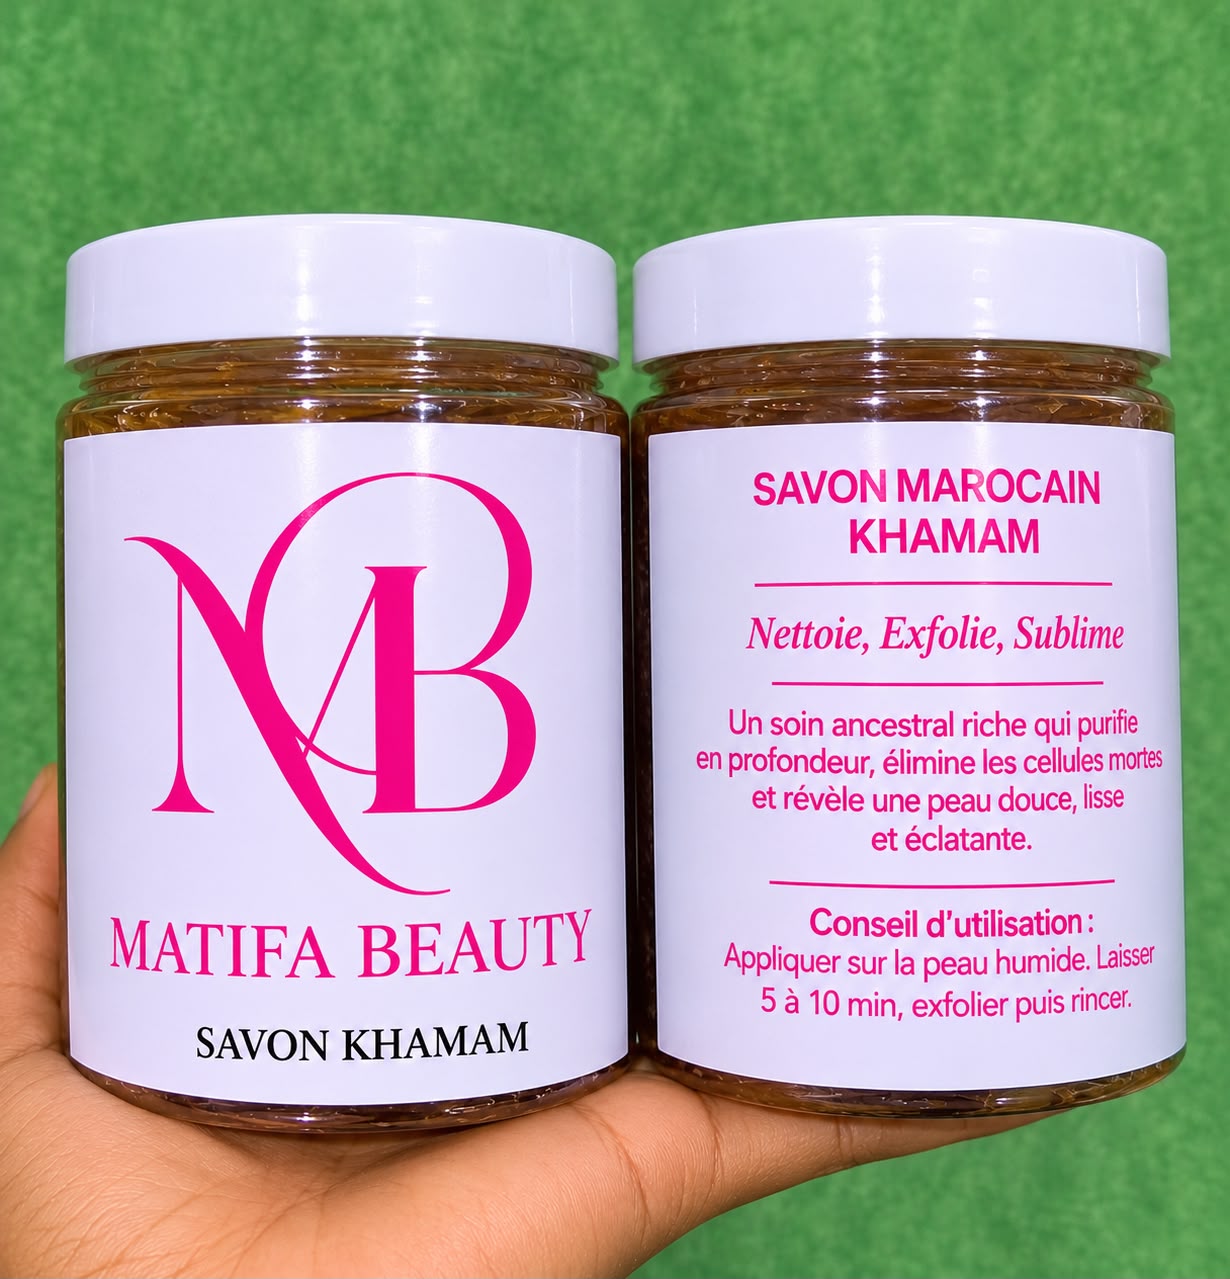 MB
MATIFA BEAUTY
SAVON KHAMAM
SAVON MAROCAIN
KHAMAM
Nettoie, Exfolie, Sublime
Un soin ancestral riche qui purifie
en profondeur, élimine les cellules mortes
et révèle une peau douce, lisse
et éclatante.
Conseil d'utilisation :
Appliquer sur la peau humide. Laisser
5 à 10 min, exfolier puis rincer.